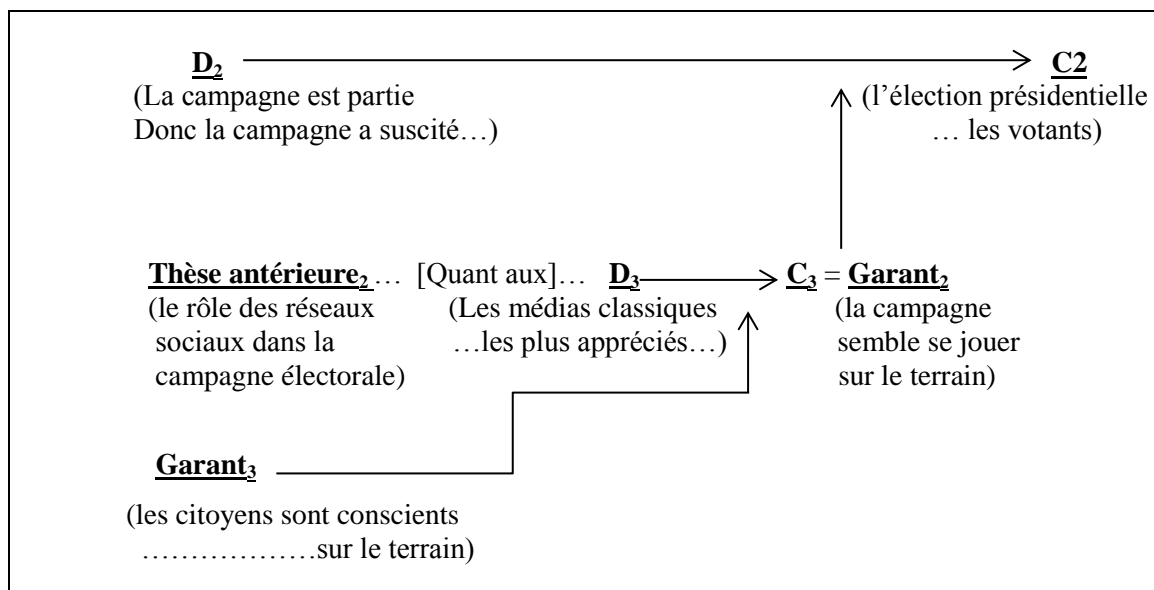 D2 C2
(La campagne est partie (l’élection présidentielle
Donc la campagne a suscité…) … les votants)
Thèse antérieure2 … [Quant aux]… D3 C3 = Garant2
(le rôle des réseaux (Les médias classiques (la campagne
sociaux dans la …les plus appréciés…) semble se jouer
campagne électorale) sur le terrain)
Garant3
(les citoyens sont conscients
………………sur le terrain)